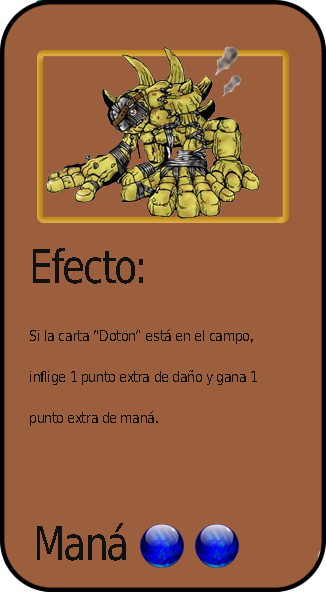 Efecto:
Si la carta “Doton” está en el campo,
inflige 1 punto extra de daño y gana 1
punto extra de maná.
Maná